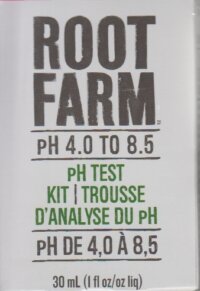 ROOT
FARM™
pH 4.0 TO 8.5
pH TEST
KIT | TROUSSE
D'ANALYSE DU pH
pH DE 4,0 À 8,5
30 mL (1 fl oz/oz liq)